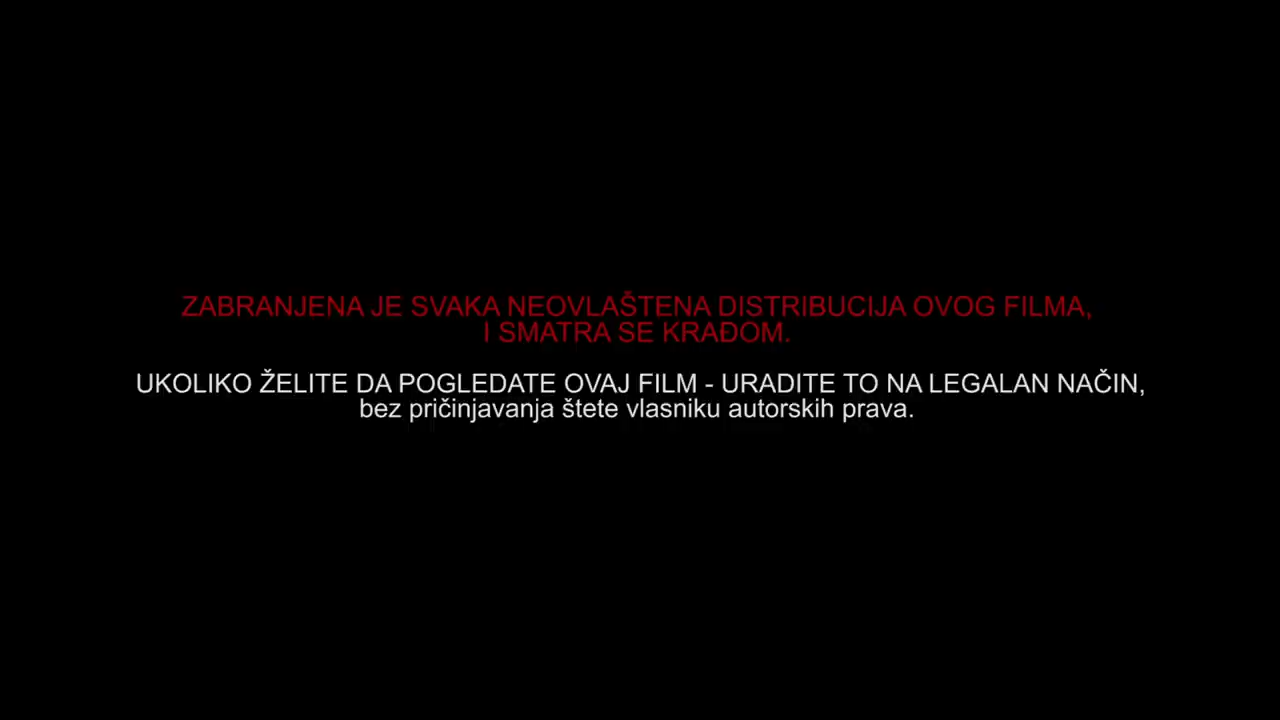 ZABRANJENA JE SVAKA NEOVLAŠTENA DISTRIBUCIJA OVOG FILMA,
I SMATRA SE KRAĐOM.
UKOLIKO ŽELITE DA POGLEDATE OVAJ FILM - URADITE TO NA LEGALAN NAČIN,
bez pričinjavanja štete vlasniku autorskih prava.